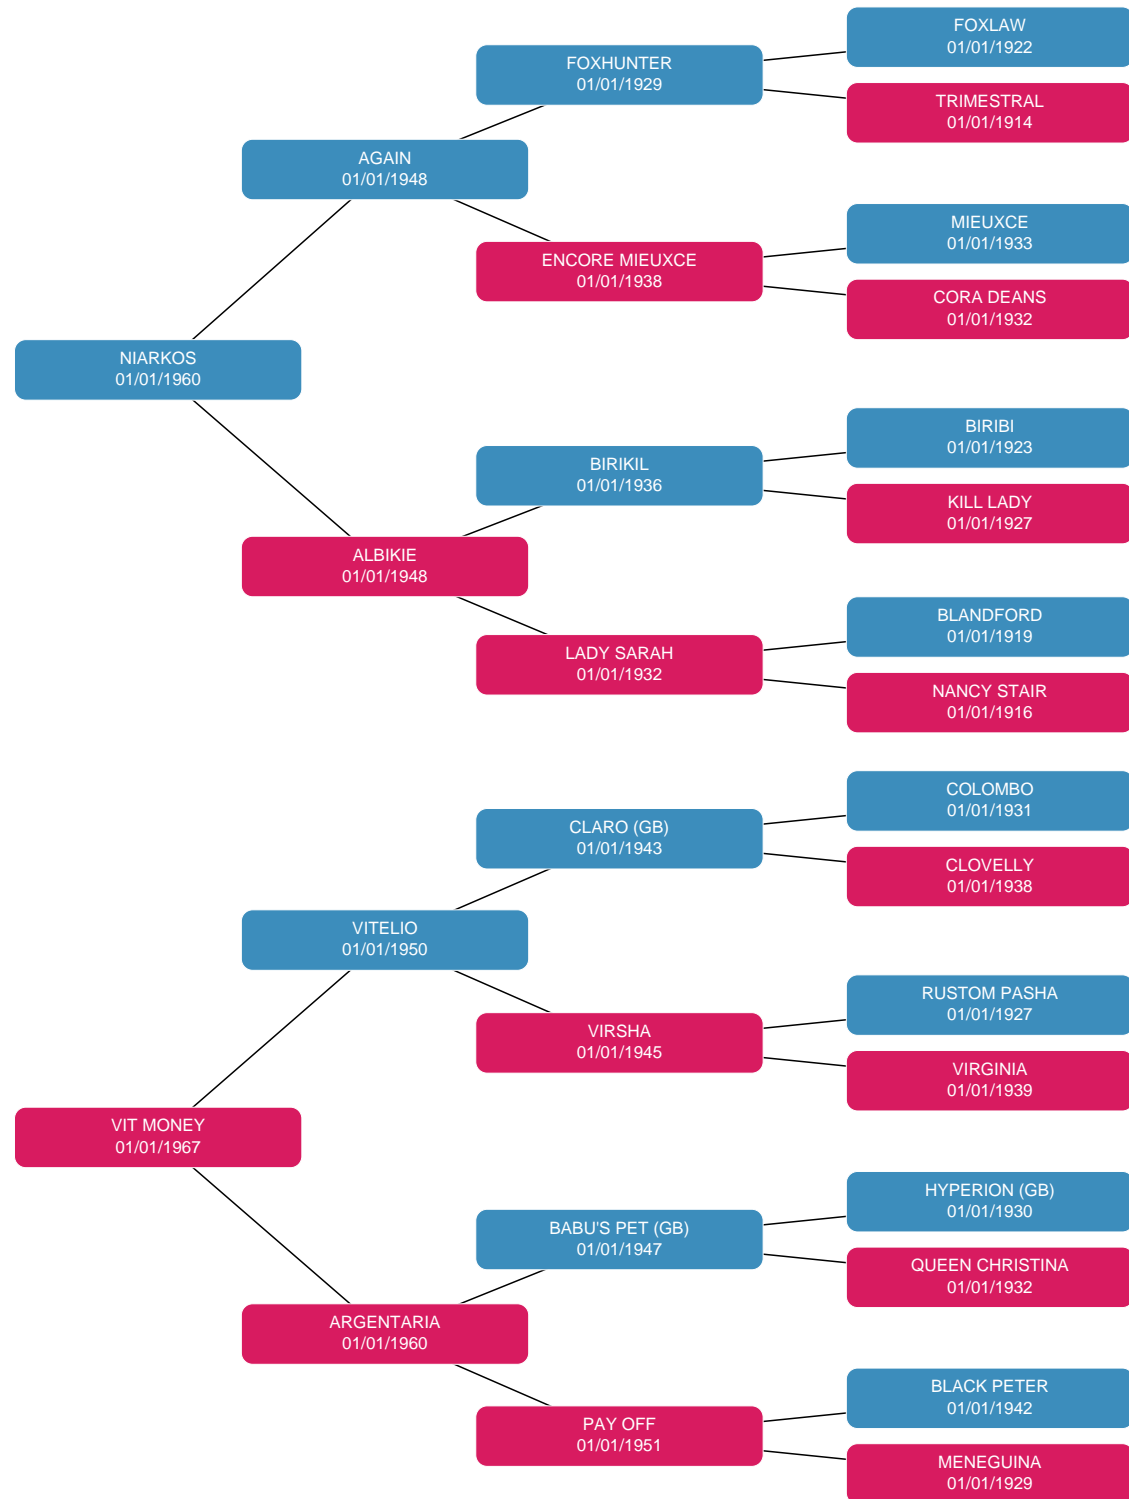 FOXLAW
01/01/1922
FOXHUNTER
01/01/1929
TRIMESTRAL
01/01/1914
AGAIN
01/01/1948
MIEUXCE
01/01/1933
ENCORE MIEUXCE
01/01/1938
CORA DEANS
01/01/1932
NIARKOS
01/01/1960
BIRIBI
01/01/1923
BIRIKIL
01/01/1936
KILL LADY
01/01/1927
ALBIKIE
01/01/1948
BLANDFORD
01/01/1919
LADY SARAH
01/01/1932
NANCY STAIR
01/01/1916
COLOMBO
01/01/1931
CLARO (GB)
01/01/1943
CLOVELLY
01/01/1938
VITELIO
01/01/1950
RUSTOM PASHA
01/01/1927
VIRSHA
01/01/1945
VIRGINIA
01/01/1939
VIT MONEY
01/01/1967
HYPERION (GB)
01/01/1930
BABU'S PET (GB)
01/01/1947
QUEEN CHRISTINA
01/01/1932
ARGENTARIA
01/01/1960
BLACK PETER
01/01/1942
PAY OFF
01/01/1951
MENEGUINA
01/01/1929